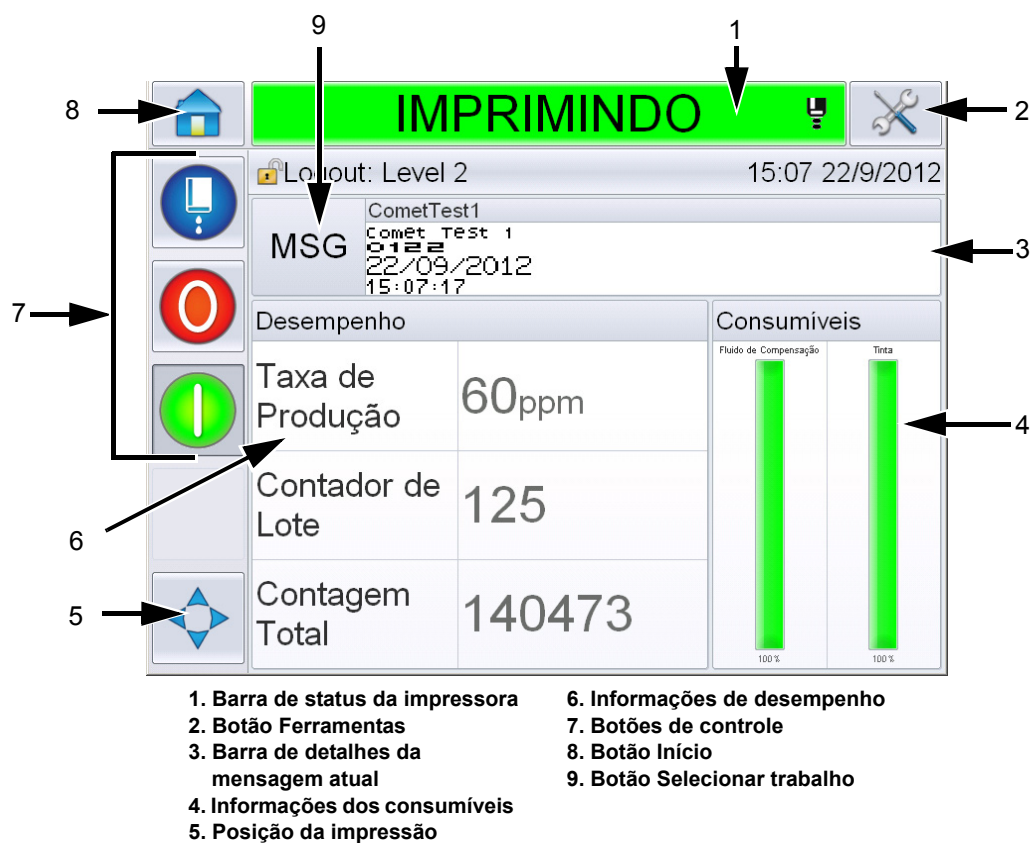 9
1
8
IMPRIMINDO
2
Logout: Level 2
15:07 22/9/2012
CometTest1
MSG
Comet Test 1
0122
22/09/2012
15:07:17
3
7
Desempenho
Consumíveis
Fluido de Compensação
Tinta
Taxa de
Produção
60ppm
4
Contador de
Lote
125
6
Contagem
Total
140473
5
100 %
100 %
1. Barra de status da impressora
2. Botão Ferramentas
3. Barra de detalhes da
mensagem atual
4. Informações dos consumíveis
5. Posição da impressão
6. Informações de desempenho
7. Botões de controle
8. Botão Início
9. Botão Selecionar trabalho